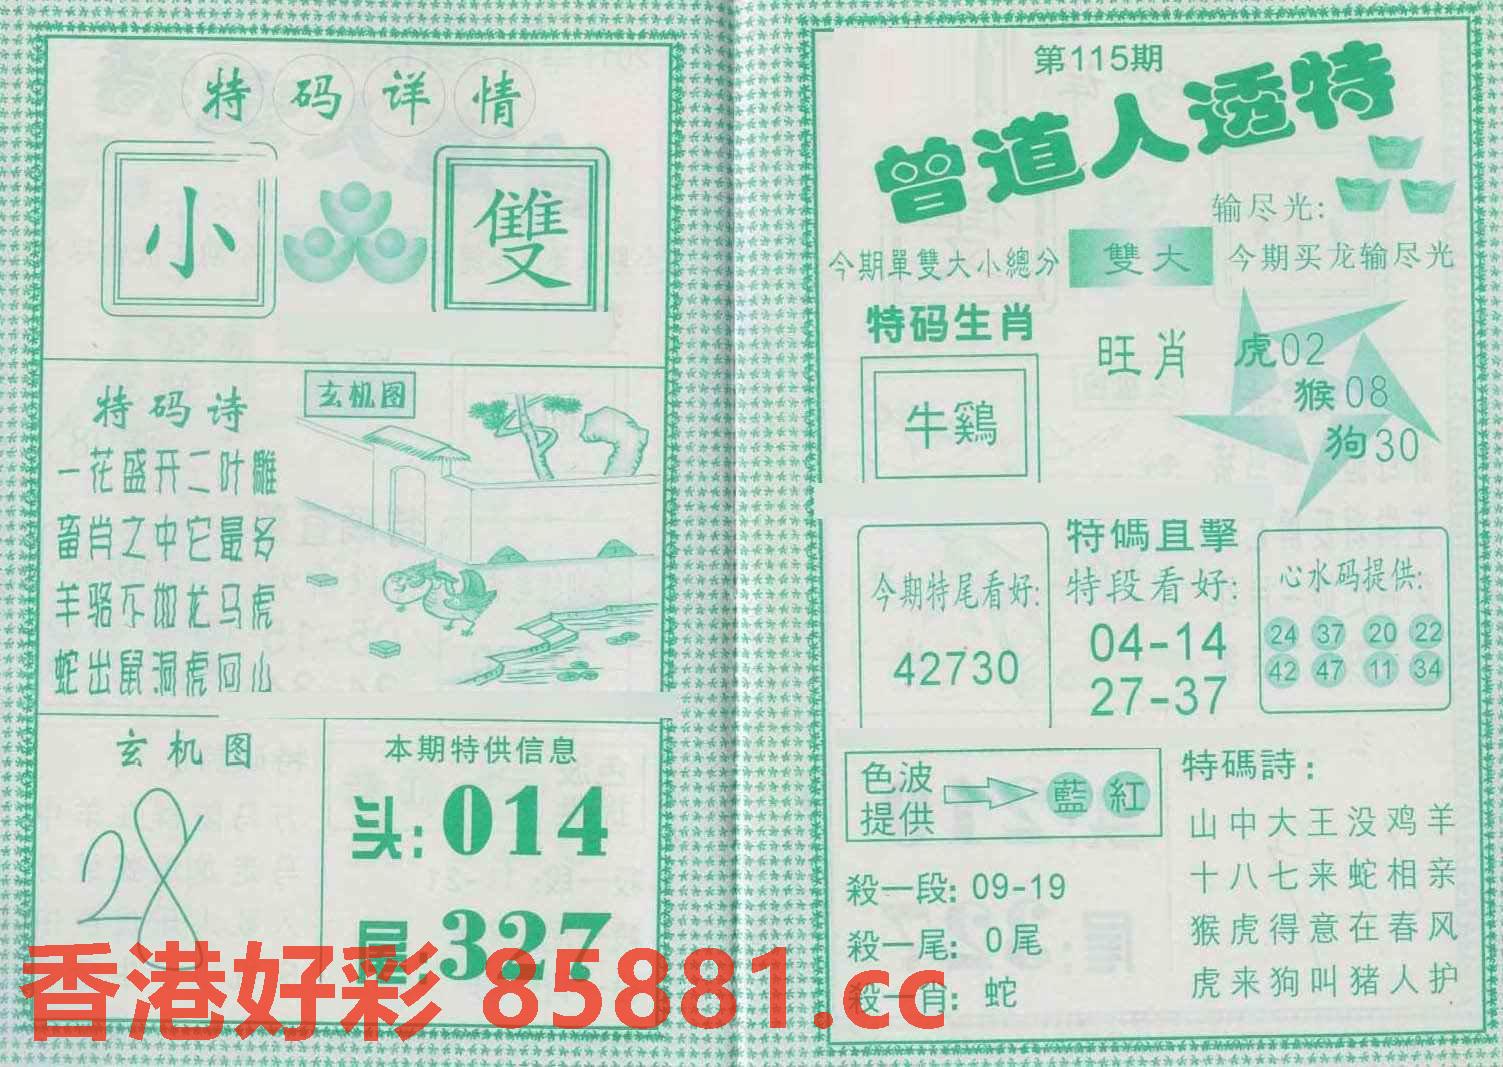 特码详情
小 雙
特码诗
一花盛开二叶雕
畜肖之中它最多
羊骆不如龙马虎
蛇出鼠洞虎回山
玄机图
玄机图
28
本期特供信息
头:014
尾:327
第115期
曾道人透特
输尽光:
今期單雙大小總分 雙大 今期买龙输尽光
特码生肖
牛鷄
旺肖
虎02
猴08
狗30
今期特尾看好:
42730
特碼直擊
特段看好:
04-14
27-37
心水码提供:
24 37 20 22
42 47 11 34
色波
提供
藍 紅
殺一段: 09-19
殺一尾: 0尾
殺一肖: 蛇
特碼詩:
山中大王没鸡羊
十八七来蛇相亲
猴虎得意在春风
虎来狗叫猪人护
香港好彩 85881.cc